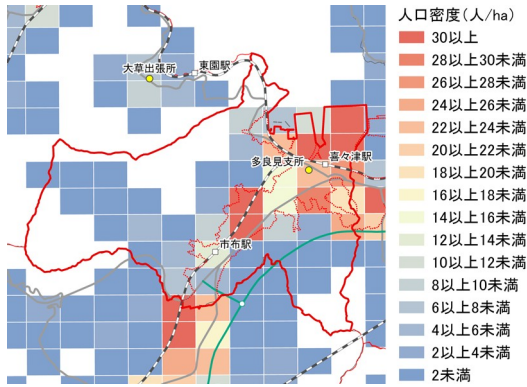 人口密度(人/ha)
30以上
28以上30未満
26以上28未満
24以上26未満
22以上24未満
20以上22未満
18以上20未満
16以上18未満
14以上16未満
12以上14未満
10以上12未満
8以上10未満
6以上8未満
4以上6未満
2以上4未満
2未満
東園駅
大草出張所
多良見支所
喜々津駅
市布駅